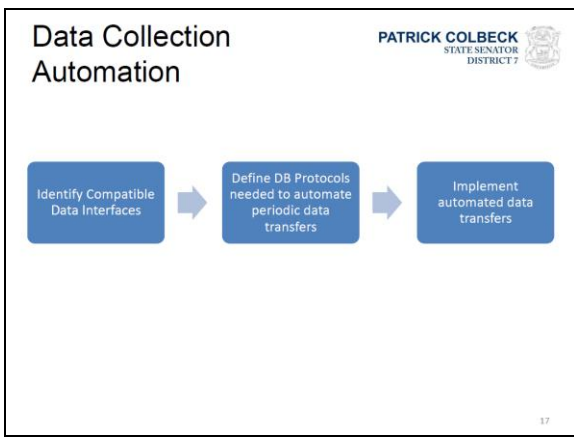 Data Collection
Automation
PATRICK COLBECK
STATE SENATOR
DISTRICT 7
Identify Compatible
Data Interfaces
Define DB Protocols
needed to automate
periodic data
transfers
Implement
automated data
transfers
17